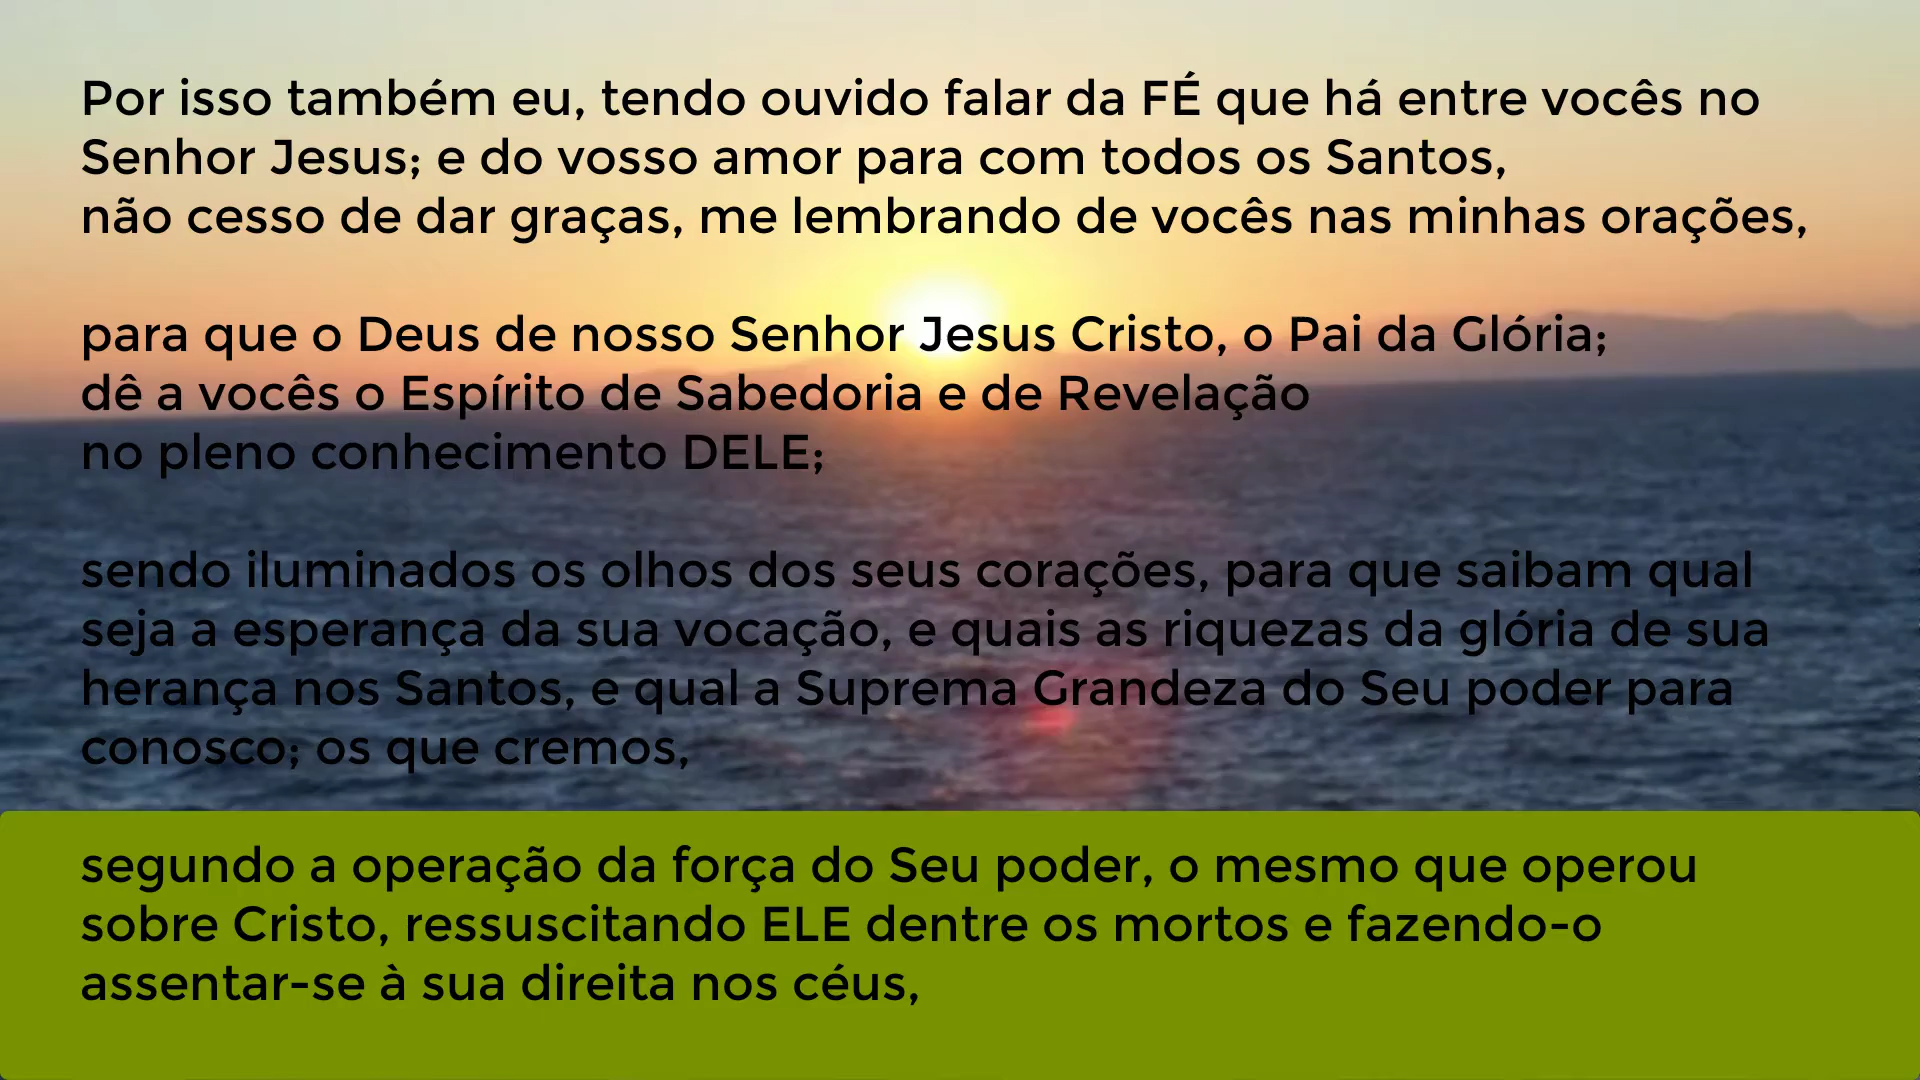 Por isso também eu, tendo ouvido falar da FÉ que há entre vocês no
Senhor Jesus; e do vosso amor para com todos os Santos,
não cesso de dar graças, me lembrando de vocês nas minhas orações,
para que o Deus de nosso Senhor Jesus Cristo, o Pai da Glória;
dê a vocês o Espírito de Sabedoria e de Revelação
no pleno conhecimento DELE;
sendo iluminados os olhos dos seus corações, para que saibam qual
seja a esperança da sua vocação, e quais as riquezas da glória de sua
herança nos Santos, e qual a Suprema Grandeza do Seu poder para
conosco; os que cremos,
segundo a operação da força do Seu poder, o mesmo que operou
sobre Cristo, ressuscitando ELE dentre os mortos e fazendo-o
assentar-se à sua direita nos céus,